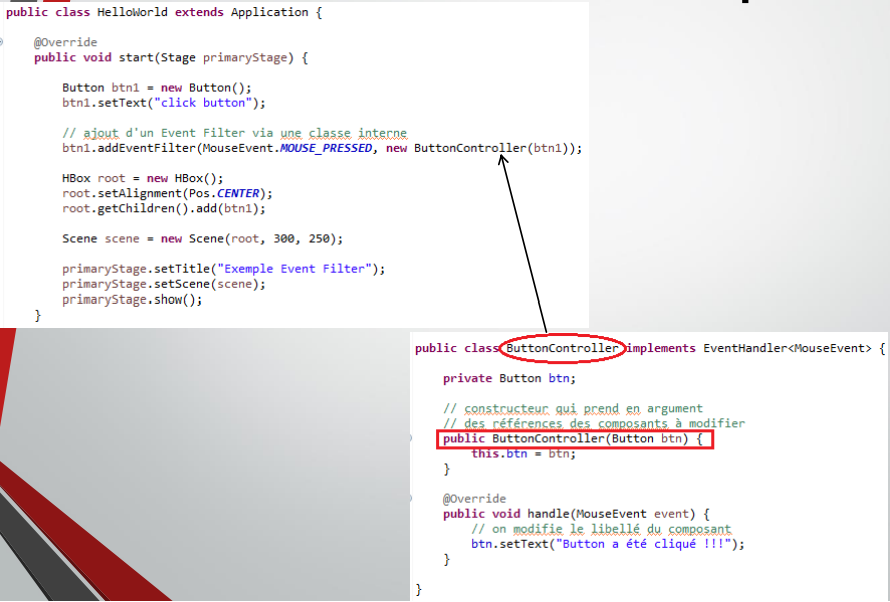 public class HelloWorld extends Application {
@Override
public void start(Stage primaryStage) {
Button btn1 = new Button();
btn1.setText("click button");
// ajout d'un Event Filter via une classe interne
btn1.addEventFilter(MouseEvent.MOUSE_PRESSED, new ButtonController(btn1));
HBox root = new HBox();
root.setAlignment(Pos.CENTER);
root.getChildren().add(btn1);
Scene scene = new Scene(root, 300, 250);
primaryStage.setTitle("Exemple Event Filter");
primaryStage.setScene(scene);
primaryStage.show();
}
public class ButtonController implements EventHandler<MouseEvent> {
private Button btn;
// constructeur qui prend en argument
// des références des composants à modifier
public ButtonController(Button btn) {
this.btn = btn;
}
@Override
public void handle(MouseEvent event) {
// on modifie le libellé du composant
btn.setText("Button a été cliqué !!!");
}
}